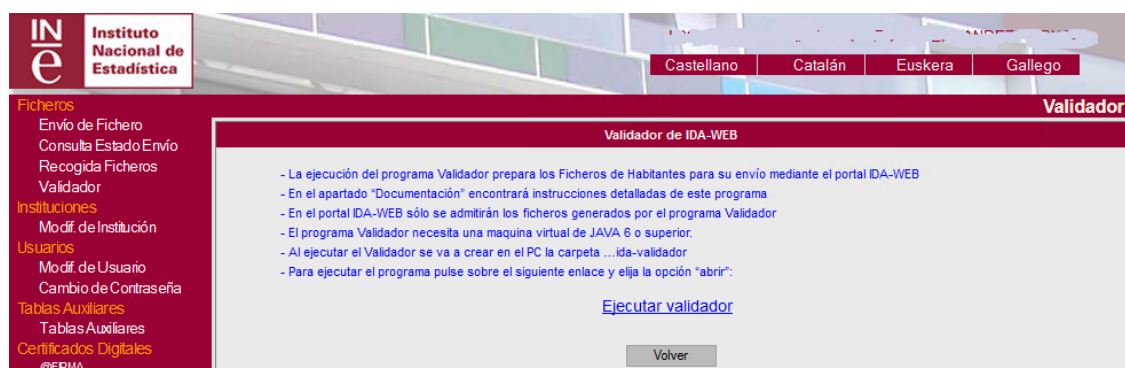 INe
Instituto
Nacional de
Estadística
Castellano Catalán Euskera Gallego
Validador
Ficheros
Envío de Fichero
Consulta Estado Envío
Recogida Ficheros
Validador
Instituciones
Modif. de Institución
Usuarios
Modif. de Usuario
Cambio de Contraseña
Tablas Auxiliares
Tablas Auxiliares
Certificados Digitales
@FIRMA
Validador de IDA-WEB
- La ejecución del programa Validador prepara los Ficheros de Habitantes para su envío mediante el portal IDA-WEB
- En el apartado "Documentación" encontrará instrucciones detalladas de este programa
- En el portal IDA-WEB sólo se admitirán los ficheros generados por el programa Validador
- El programa Validador necesita una maquina virtual de JAVA 6 o superior.
- Al ejecutar el Validador se va a crear en el PC la carpeta ...ida-validador
- Para ejecutar el programa pulse sobre el siguiente enlace y elija la opción "abrir":
Ejecutar validador
Volver